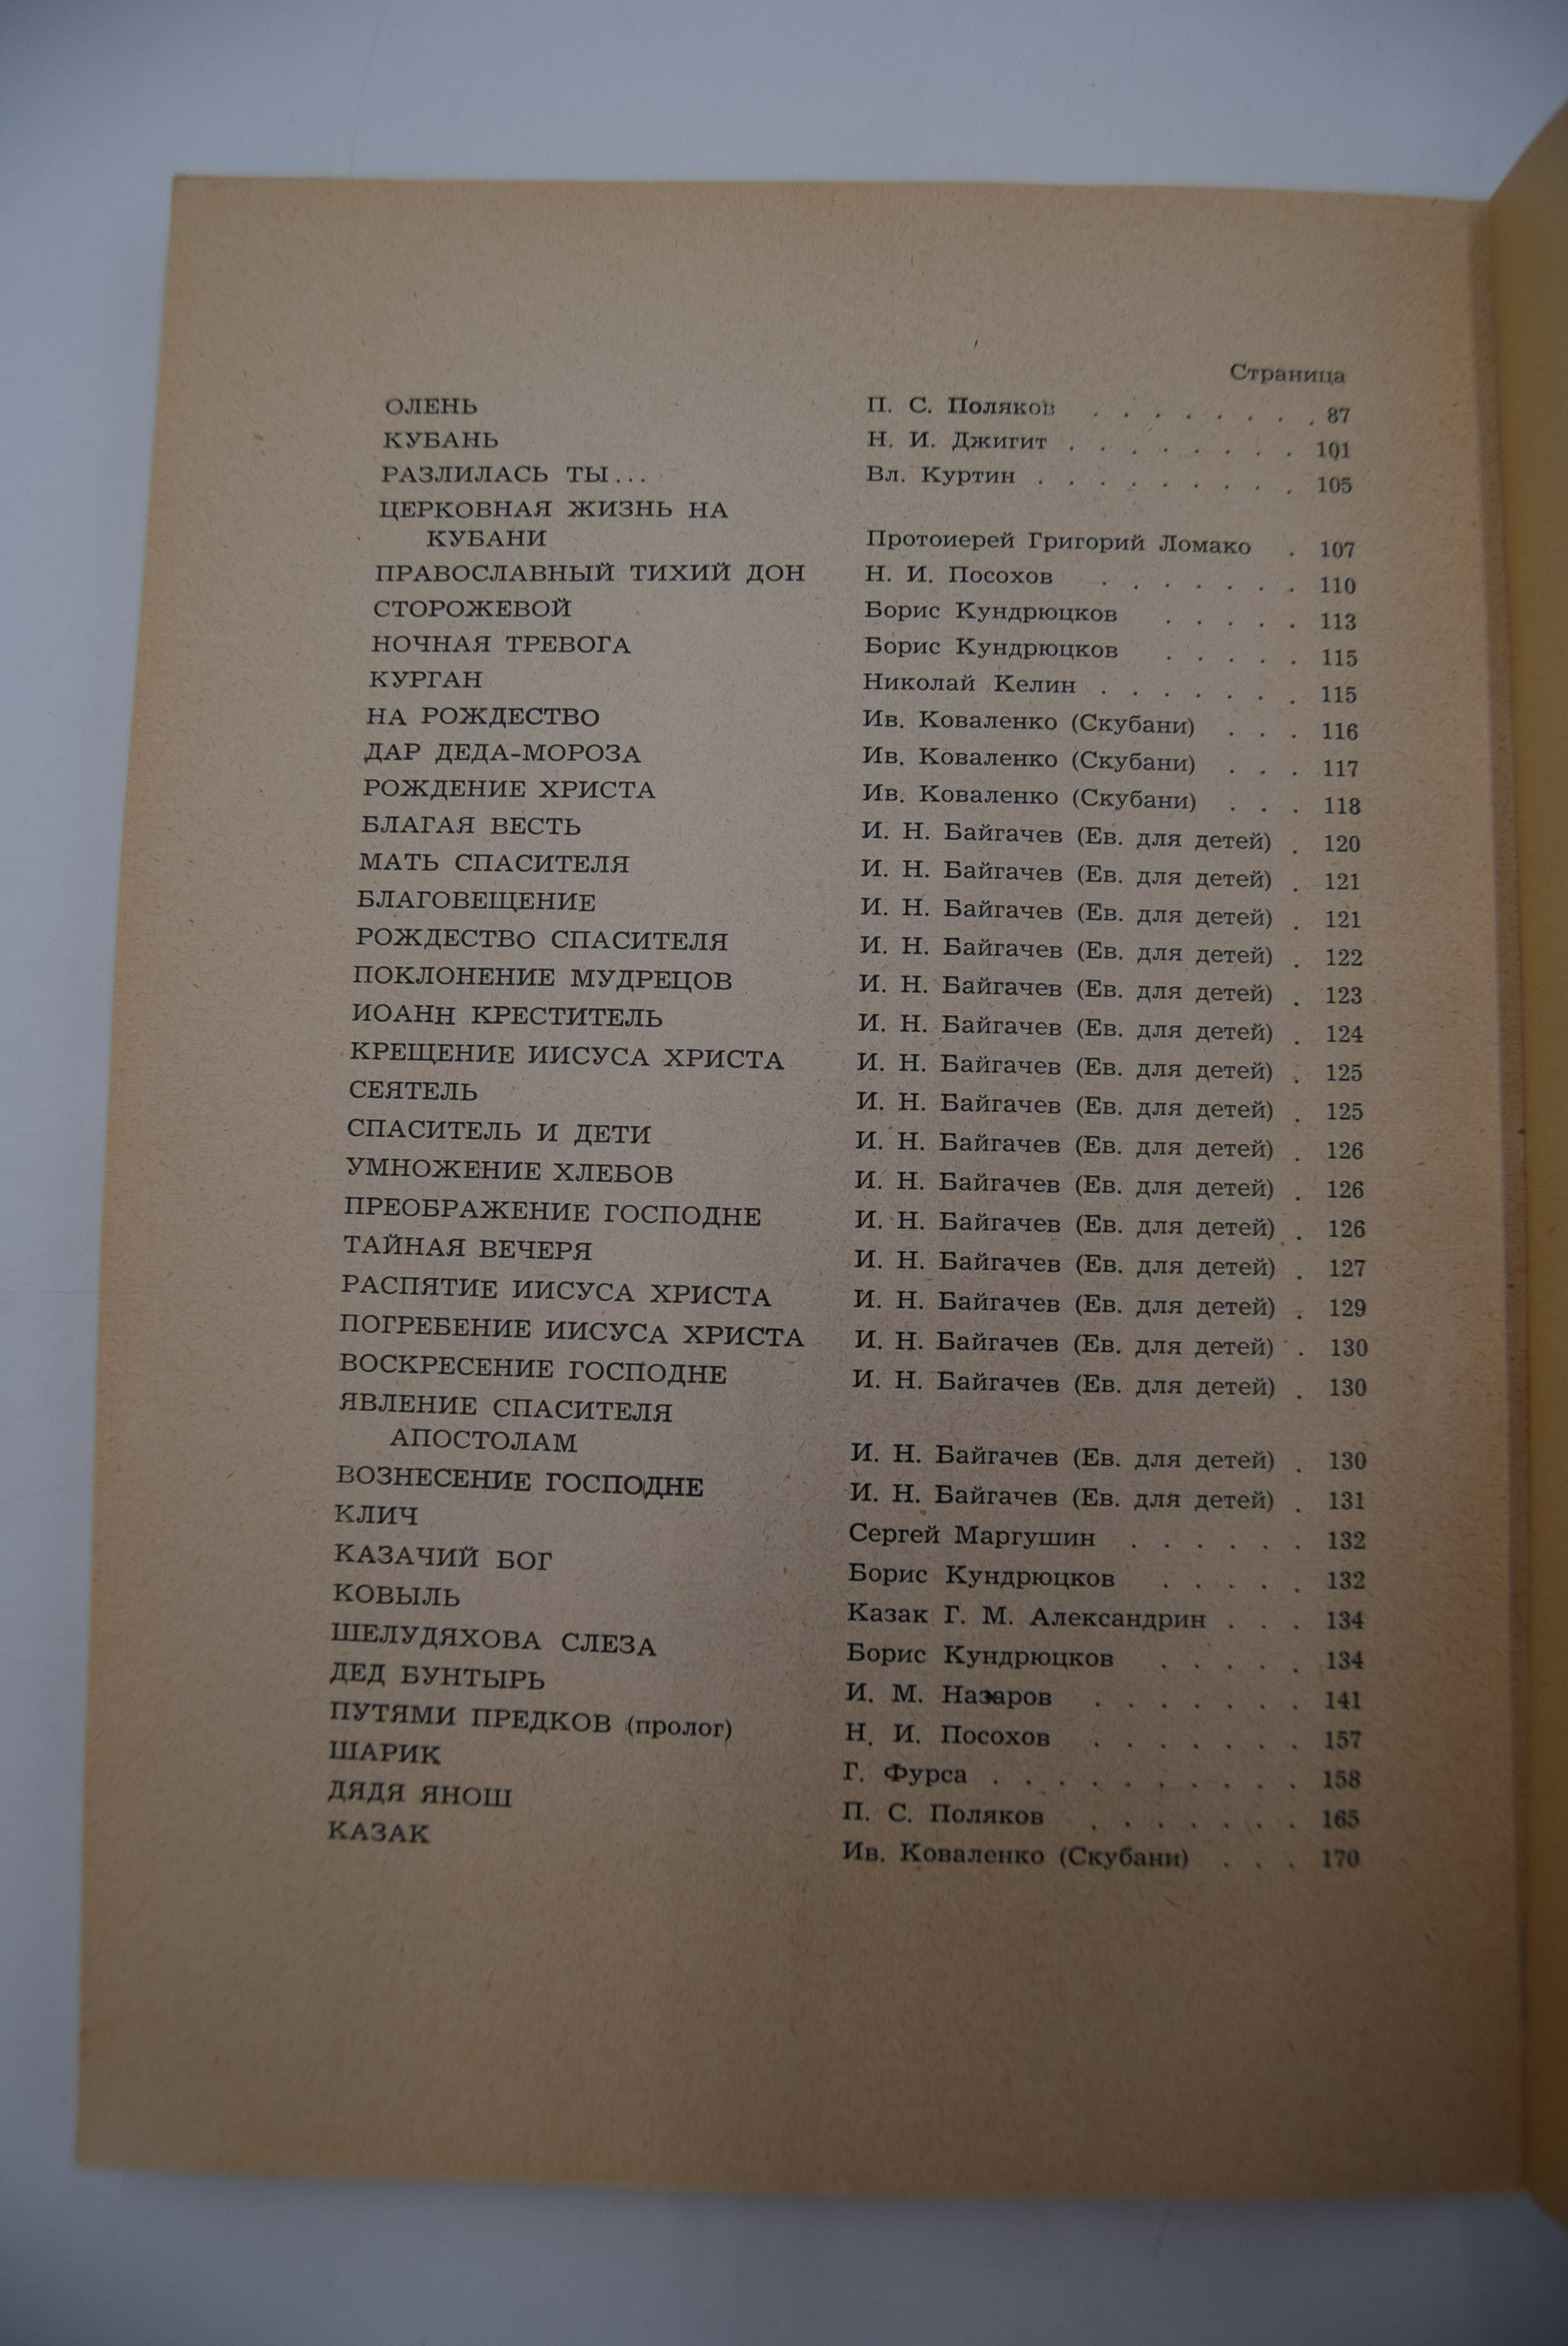 Страница
ОЛЕНЬ П. С. Поляков . . . . . . . . 87
КУБАНЬ Н. И. Джигит . . . . . . . . 101
РАЗЛИЛАСЬ ТЫ... Вл. Куртин . . . . . . . . . 105
ЦЕРКОВНАЯ ЖИЗНЬ НА
КУБАНИ Протоиерей Григорий Ломако . 107
ПРАВОСЛАВНЫЙ ТИХИЙ ДОН Н. И. Посохов . . . . . . . 110
СТОРОЖЕВОЙ Борис Кундрюцков . . . . . 113
НОЧНАЯ ТРЕВОГА Борис Кундрюцков . . . . . 115
КУРГАН Николай Келин . . . . . . . 115
НА РОЖДЕСТВО Ив. Коваленко (Скубани) . . . 116
ДАР ДЕДА-МОРОЗА Ив. Коваленко (Скубани) . . . 117
РОЖДЕНИЕ ХРИСТА Ив. Коваленко (Скубани) . . . 118
БЛАГАЯ ВЕСТЬ И. Н. Байгачев (Ев. для детей) . 120
МАТЬ СПАСИТЕЛЯ И. Н. Байгачев (Ев. для детей) . 121
БЛАГОВЕЩЕНИЕ И. Н. Байгачев (Ев. для детей) . 121
РОЖДЕСТВО СПАСИТЕЛЯ И. Н. Байгачев (Ев. для детей) . 122
ПОКЛОНЕНИЕ МУДРЕЦОВ И. Н. Байгачев (Ев. для детей) . 123
ИОАНН КРЕСТИТЕЛЬ И. Н. Байгачев (Ев. для детей) . 124
КРЕЩЕНИЕ ИИСУСА ХРИСТА И. Н. Байгачев (Ев. для детей) . 125
СЕЯТЕЛЬ И. Н. Байгачев (Ев. для детей) . 125
СПАСИТЕЛЬ И ДЕТИ И. Н. Байгачев (Ев. для детей) . 126
УМНОЖЕНИЕ ХЛЕБОВ И. Н. Байгачев (Ев. для детей) . 126
ПРЕОБРАЖЕНИЕ ГОСПОДНЕ И. Н. Байгачев (Ев. для детей) . 126
ТАЙНАЯ ВЕЧЕРЯ И. Н. Байгачев (Ев. для детей) . 127
РАСПЯТИЕ ИИСУСА ХРИСТА И. Н. Байгачев (Ев. для детей) . 129
ПОГРЕБЕНИЕ ИИСУСА ХРИСТА И. Н. Байгачев (Ев. для детей) . 130
ВОСКРЕСЕНИЕ ГОСПОДНЕ И. Н. Байгачев (Ев. для детей) . 130
ЯВЛЕНИЕ СПАСИТЕЛЯ
АПОСТОЛАМ И. Н. Байгачев (Ев. для детей) . 130
ВОЗНЕСЕНИЕ ГОСПОДНЕ И. Н. Байгачев (Ев. для детей) . 131
КЛИЧ Сергей Маргушин . . . . . . 132
КАЗАЧИЙ БОГ Борис Кундрюцков . . . . . 132
КОВЫЛЬ Казак Г. М. Александрин . . . 134
ШЕЛУДЯХОВА СЛЕЗА Борис Кундрюцков . . . . . 134
ДЕД БУНТЫРЬ И. М. Назаров . . . . . . . 141
ПУТЯМИ ПРЕДКОВ (пролог) Н. И. Посохов . . . . . . . 157
ШАРИК Г. Фурса . . . . . . . . . . 158
ДЯДЯ ЯНОШ П. С. Поляков . . . . . . . 165
КАЗАК Ив. Коваленко (Скубани) . . . 170